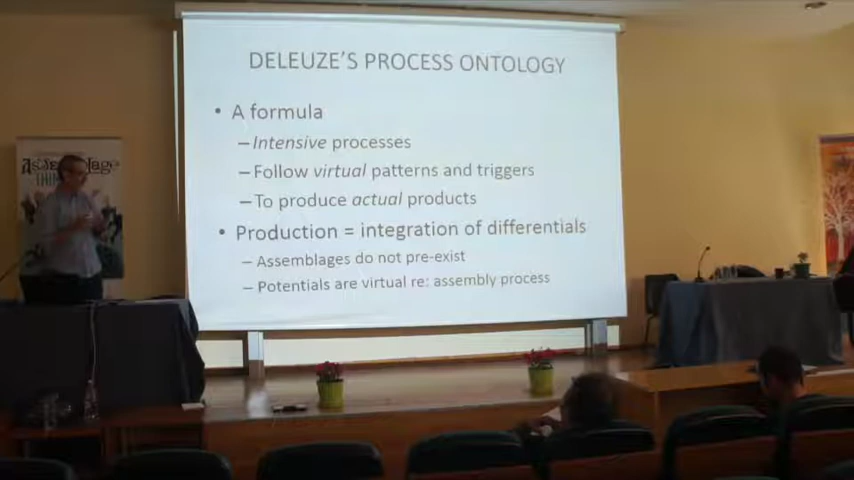 DELEUZE'S PROCESS ONTOLOGY
• A formula
–Intensive processes
–Follow virtual patterns and triggers
–To produce actual products
• Production = integration of differentials
–Assemblages do not pre-exist
–Potentials are virtual re: assembly process
Assemblage